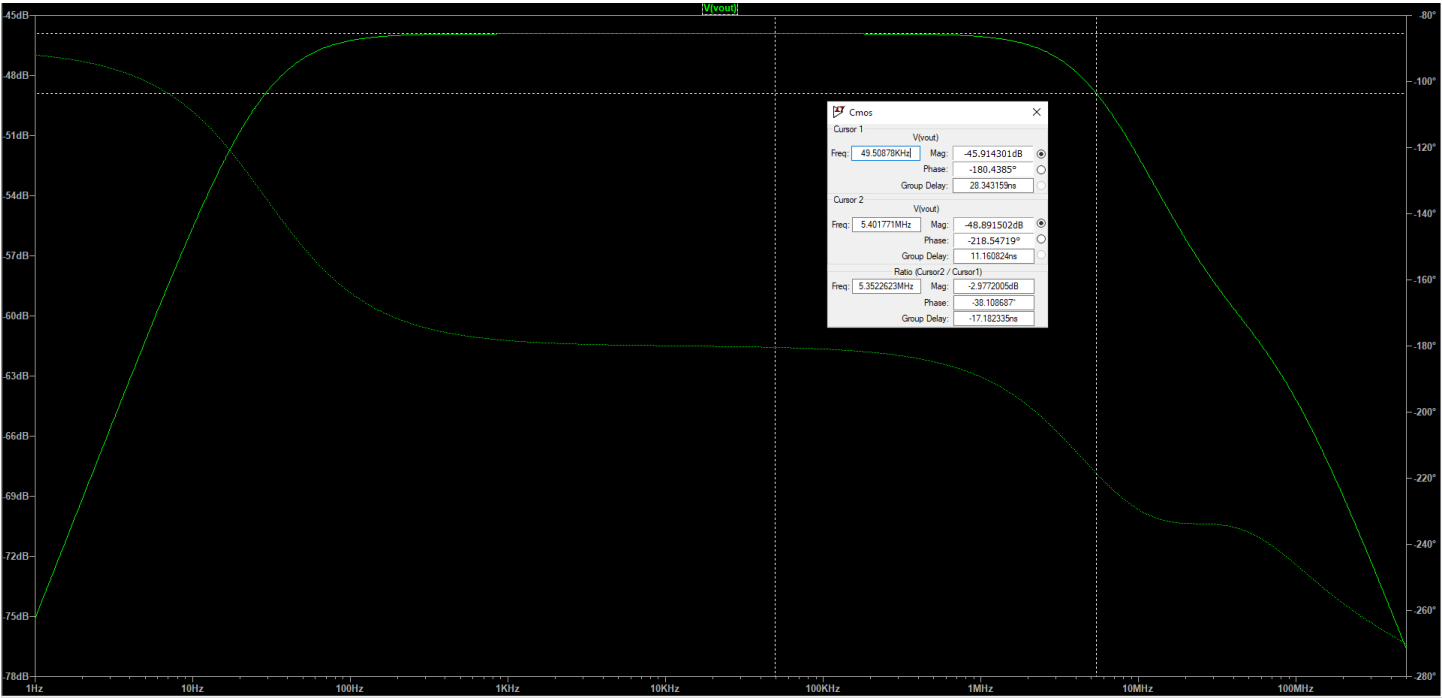 V(vout)
-45dB
-48dB
-51dB
-54dB
-57dB
-60dB
-63dB
-66dB
-69dB
-72dB
-75dB
-78dB
-80°
-100°
-120°
-140°
-160°
-180°
-200°
-220°
-240°
-260°
-280°
1Hz 10Hz 100Hz 1KHz 10KHz 100KHz 1MHz 10MHz 100MHz
Cmos
Cursor 1
V(vout)
Freq: 49.50878KHz Mag: -45.914301dB
Phase: -180.4385°
Group Delay: 28.343159ns
Cursor 2
V(vout)
Freq: 5.401771MHz Mag: -48.891502dB
Phase: -218.54719°
Group Delay: 11.160824ns
Ratio (Cursor2 / Cursor1)
Freq: 5.3522623MHz Mag: -2.9772005dB
Phase: -38.108687°
Group Delay: -17.182335ns